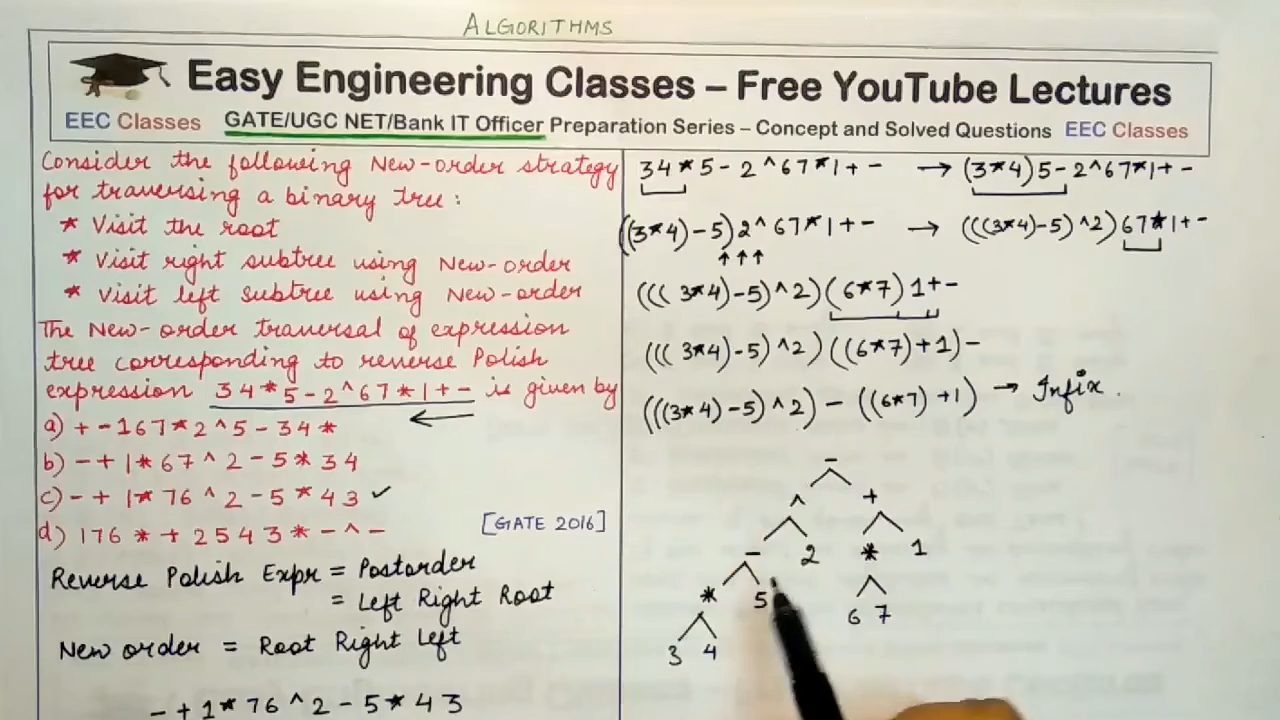 ALGORITHMS
Easy Engineering Classes – Free YouTube Lectures
EEC Classes GATE/UGC NET/Bank IT Officer Preparation Series – Concept and Solved Questions EEC Classes
Consider the following New-order strategy
for traversing a binary tree:
* Visit the root
* Visit right subtree using New-order
* Visit left subtree using New-order
The New-order traversal of expression
tree corresponding to reverse Polish
expression 34*5-2^67*1+- is given by
a) +-167*2^5-34*
b) -+1*67^2-5*34
c) -+1*76^2-5*43 ✓
d) 176*+2543*-^-
[GATE 2016]
Reverse Polish Expr = Postorder
= Left Right Root
New order = Root Right Left
-+1*76^2-5*43
34*5-2^67*1+- → (3*4)5-2^67*1+-
((3*4)-5)2^67*1+- → (((3*4)-5)^2)67*1+-
(((3*4)-5)^2)(6*7)1+-
(((3*4)-5)^2)((6*7)+1)-
(((3*4)-5)^2)-((6*7)+1) → Infix.
-
^ +
- 2 * 1
* 5 6 7
3 4